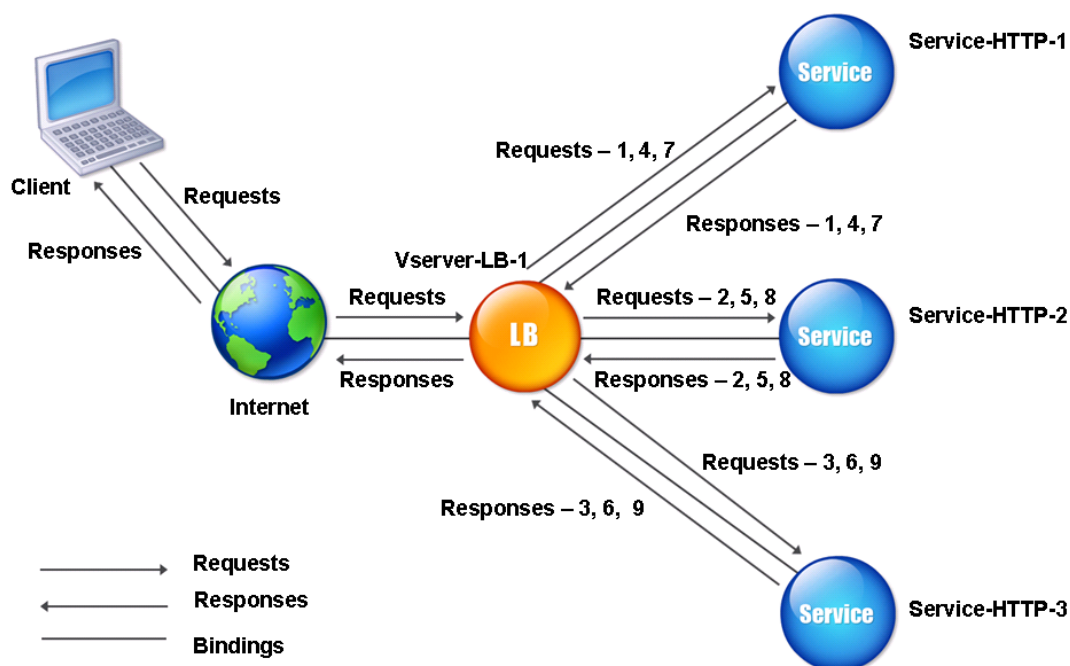 Service-HTTP-1
Service
Requests – 1, 4, 7
Client
Requests
Responses
Responses – 1, 4, 7
Vserver-LB-1
Requests
Requests – 2, 5, 8
Service-HTTP-2
LB
Service
Responses
Responses – 2, 5, 8
Internet
Requests – 3, 6, 9
Responses – 3, 6,  9
Requests
Responses
Service
Service-HTTP-3
Bindings